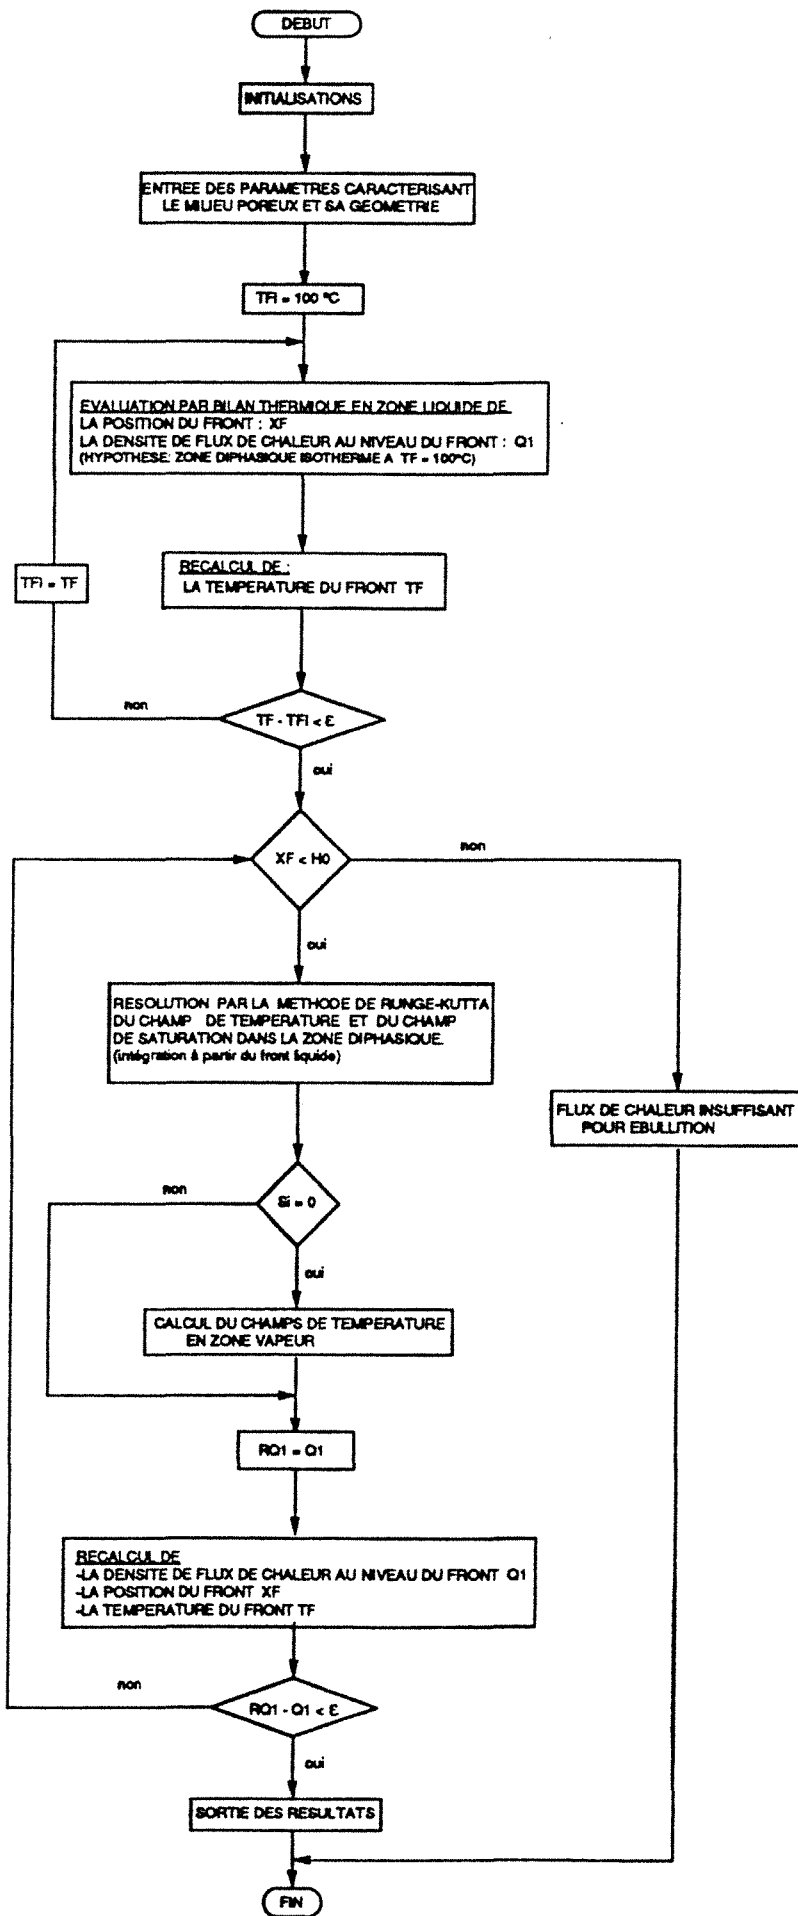 DEBUT
INITIALISATIONS
ENTREE DES PARAMETRES CARACTERISANT
LE MILIEU POREUX ET SA GEOMETRIE
TFI = 100 °C
EVALUATION PAR BILAN THERMIQUE EN ZONE LIQUIDE DE
LA POSITION DU FRONT : XF
LA DENSITE DE FLUX DE CHALEUR AU NIVEAU DU FRONT : Q1
(HYPOTHESE: ZONE DIPHASIQUE ISOTHERME A TF = 100°C)
TFI = TF
RECALCUL DE :
LA TEMPERATURE DU FRONT TF
non
TF - TFI < ε
oui
XF < H0
non
oui
RESOLUTION PAR LA METHODE DE RUNGE-KUTTA
DU CHAMP DE TEMPERATURE ET DU CHAMP
DE SATURATION DANS LA ZONE DIPHASIQUE.
(intégration à partir du front liquide)
FLUX DE CHALEUR INSUFFISANT
POUR EBULLITION
non
Si = 0
oui
CALCUL DU CHAMPS DE TEMPERATURE
EN ZONE VAPEUR
RQ1 = Q1
RECALCUL DE
-LA DENSITE DE FLUX DE CHALEUR AU NIVEAU DU FRONT Q1
-LA POSITION DU FRONT XF
-LA TEMPERATURE DU FRONT TF
non
RQ1 - Q1 < ε
oui
SORTIE DES RESULTATS
FIN